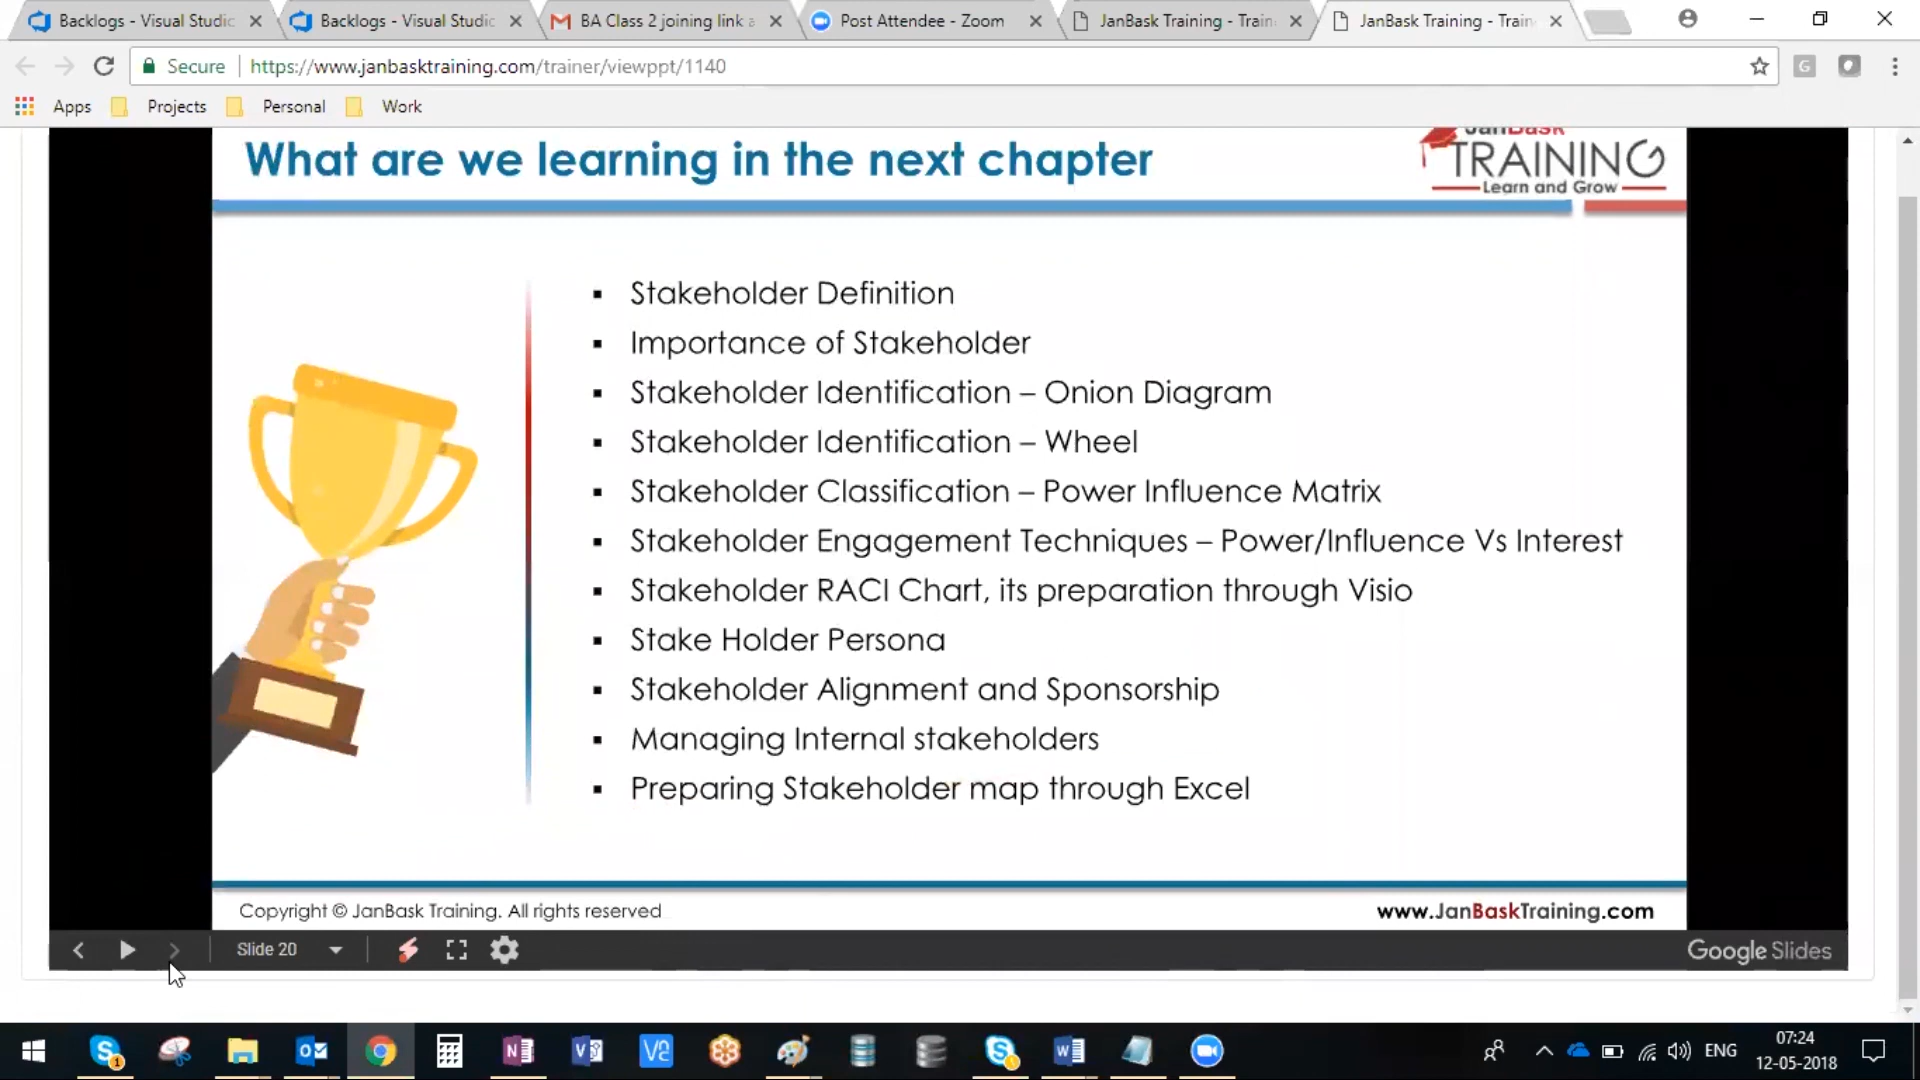 Backlogs - Visual Studic
Backlogs - Visual Studic
BA Class 2 joining link a
Post Attendee - Zoom
JanBask Training - Train
JanBask Training - Train
Secure
https://www.janbasktraining.com/trainer/viewppt/1140
Apps
Projects
Personal
Work
What are we learning in the next chapter
JanBask
TRAINING
Learn and Grow
▪ Stakeholder Definition
▪ Importance of Stakeholder
▪ Stakeholder Identification – Onion Diagram
▪ Stakeholder Identification – Wheel
▪ Stakeholder Classification – Power Influence Matrix
▪ Stakeholder Engagement Techniques – Power/Influence Vs Interest
▪ Stakeholder RACI Chart, its preparation through Visio
▪ Stake Holder Persona
▪ Stakeholder Alignment and Sponsorship
▪ Managing Internal stakeholders
▪ Preparing Stakeholder map through Excel
Copyright © JanBask Training. All rights reserved
www.JanBaskTraining.com
Slide 20
Google Slides
ENG
07:24
12-05-2018